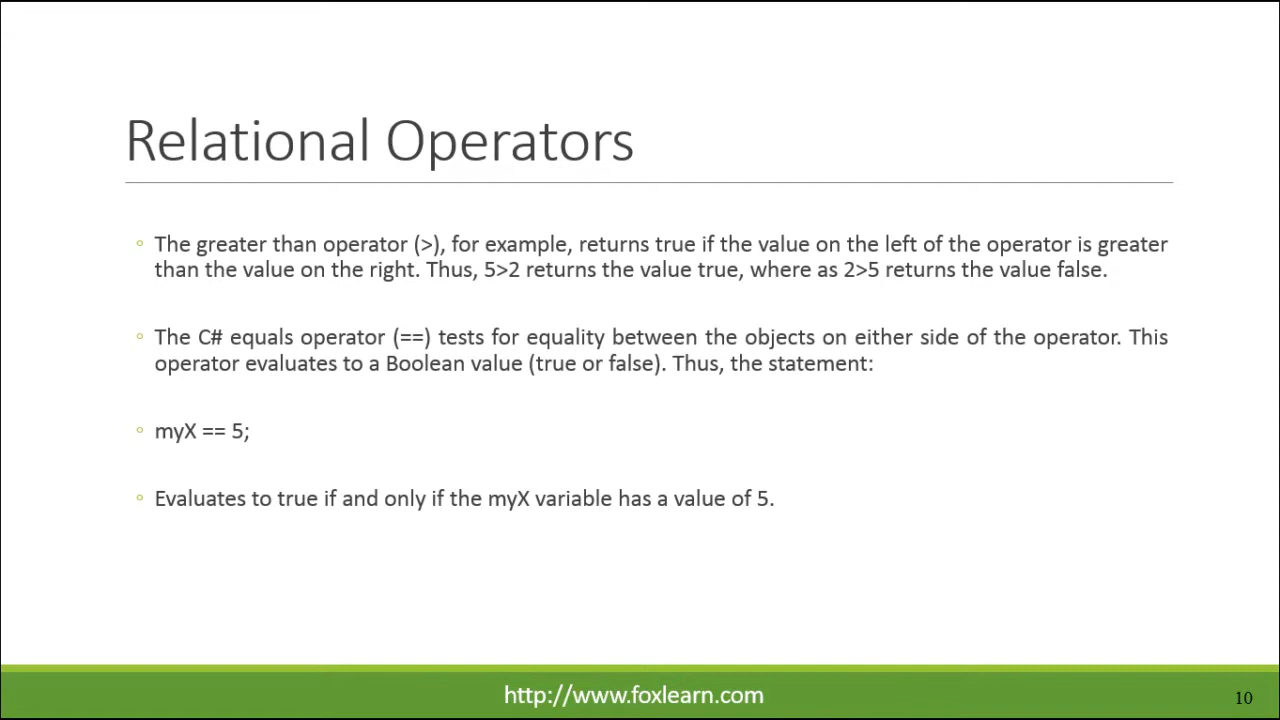 Relational Operators
◦ The greater than operator (>), for example, returns true if the value on the left of the operator is greater
than the value on the right. Thus, 5>2 returns the value true, where as 2>5 returns the value false.
◦ The C# equals operator (==) tests for equality between the objects on either side of the operator. This
operator evaluates to a Boolean value (true or false). Thus, the statement:
◦ myX == 5;
◦ Evaluates to true if and only if the myX variable has a value of 5.
http://www.foxlearn.com
10